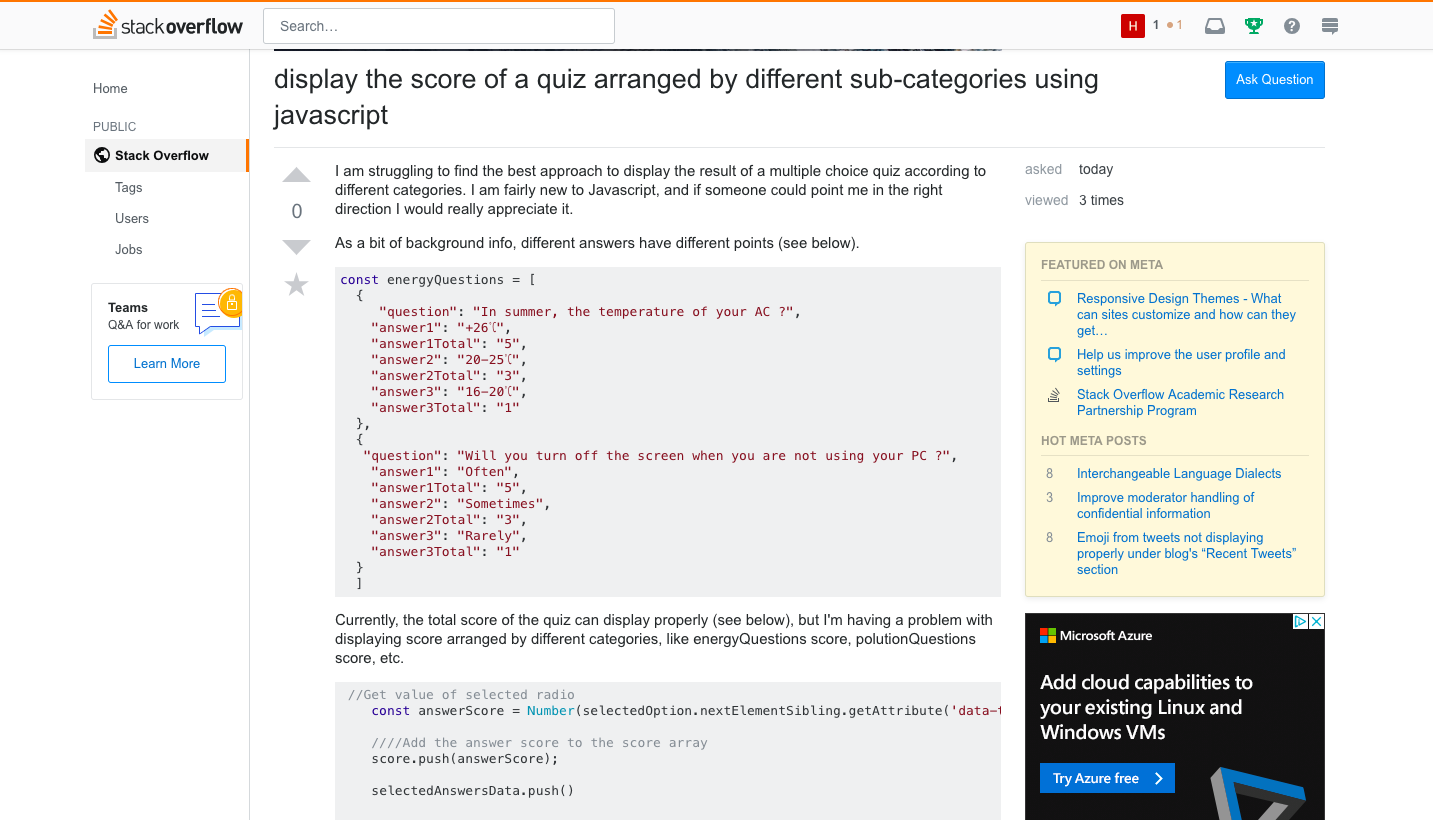 stackoverflow
Search…
H
1
1
?
display the score of a quiz arranged by different sub-categories using
javascript
Ask Question
Home
PUBLIC
Stack Overflow
Tags
Users
Jobs
Teams
Q&A for work
Learn More
0
I am struggling to find the best approach to display the result of a multiple choice quiz according to
different categories. I am fairly new to Javascript, and if someone could point me in the right
direction I would really appreciate it.
As a bit of background info, different answers have different points (see below).
const energyQuestions = [
{
"question": "In summer, the temperature of your AC ?",
"answer1": "+26℃",
"answer1Total": "5",
"answer2": "20–25℃",
"answer2Total": "3",
"answer3": "16–20℃",
"answer3Total": "1"
},
{
"question": "Will you turn off the screen when you are not using your PC ?",
"answer1": "Often",
"answer1Total": "5",
"answer2": "Sometimes",
"answer2Total": "3",
"answer3": "Rarely",
"answer3Total": "1"
}
]
Currently, the total score of the quiz can display properly (see below), but I'm having a problem with
displaying score arranged by different categories, like energyQuestions score, polutionQuestions
score, etc.
//Get value of selected radio
const answerScore = Number(selectedOption.nextElementSibling.getAttribute('data-t
////Add the answer score to the score array
score.push(answerScore);
selectedAnswersData.push()
asked today
viewed 3 times
FEATURED ON META
Responsive Design Themes - What
can sites customize and how can they
get…
Help us improve the user profile and
settings
Stack Overflow Academic Research
Partnership Program
HOT META POSTS
8 Interchangeable Language Dialects
3 Improve moderator handling of
confidential information
8 Emoji from tweets not displaying
properly under blog's “Recent Tweets”
section
Microsoft Azure
Add cloud capabilities to
your existing Linux and
Windows VMs
Try Azure free